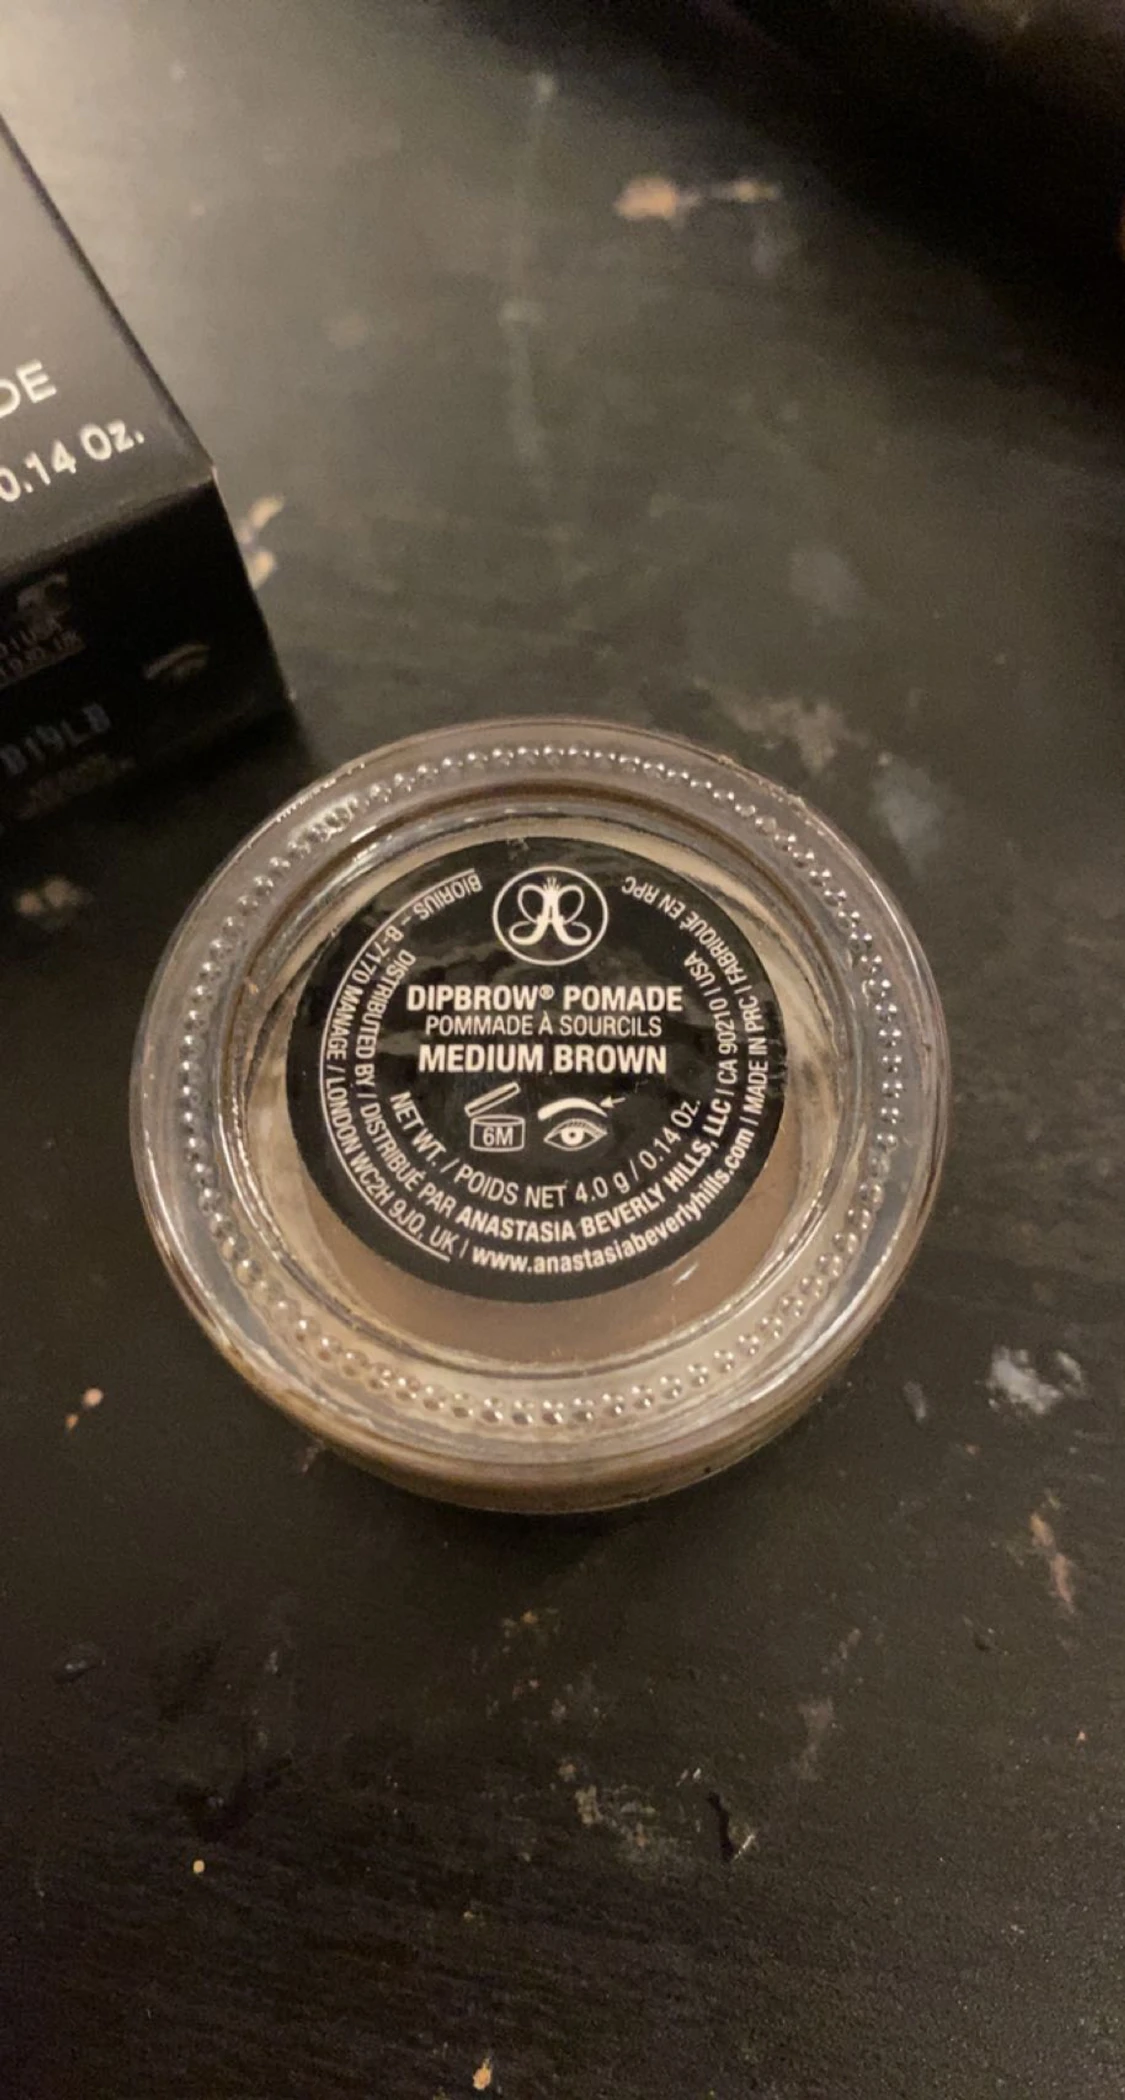 DE
0.14 Oz.
DIPBROW® POMADE
POMMADE À SOURCILS
MEDIUM BROWN
6M
NET WT. / POIDS NET 4.0 g / 0.14 Oz.
DISTRIBUTED BY / DISTRIBUÉ PAR ANASTASIA BEVERLY HILLS, LLC | CA 90210 | USA
BIORIUS – B-7170 MANAGE / LONDON WC2H 9JQ, UK | www.anastasiabeverlyhills.com | MADE IN PRC | FABRIQUÉ EN RPC